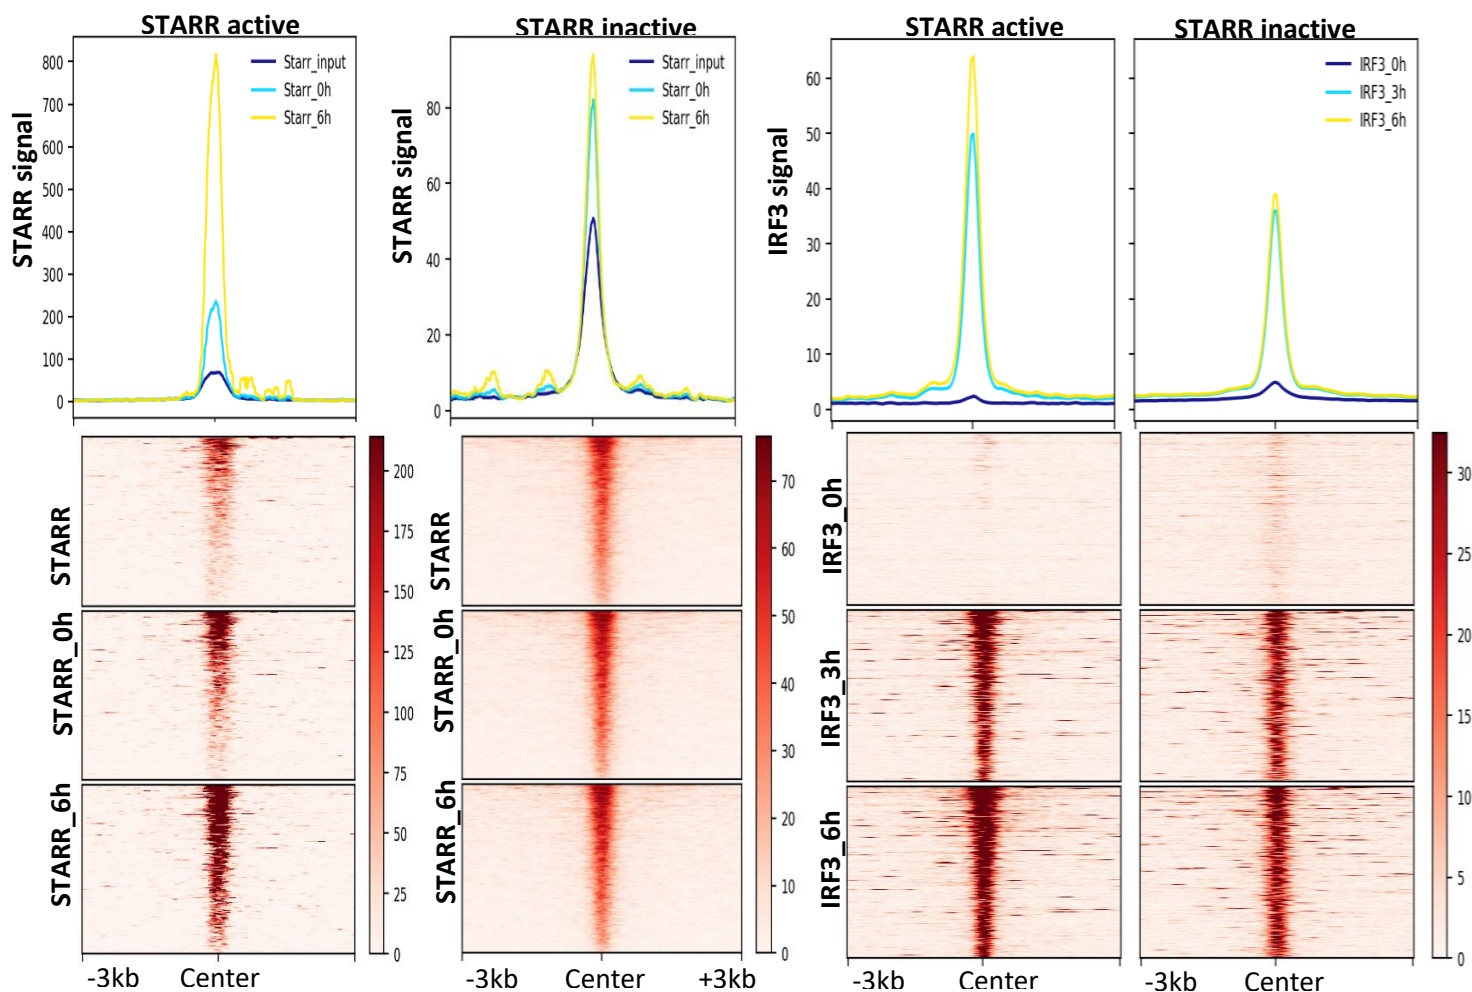 STARR active
STARR inactive
STARR active
STARR inactive
STARR signal
800
700
600
500
400
300
200
100
0
Starr_input
Starr_0h
Starr_6h
STARR signal
80
60
40
20
0
Starr_input
Starr_0h
Starr_6h
IRF3 signal
60
50
40
30
20
10
0
IRF3_0h
IRF3_3h
IRF3_6h
STARR
STARR_0h
STARR_6h
200
175
150
125
100
75
50
25
0
STARR
STARR_0h
STARR_6h
70
60
50
40
30
20
10
0
IRF3_0h
IRF3_3h
IRF3_6h
30
25
20
15
10
5
0
-3kb Center
-3kb Center +3kb
-3kb Center
-3kb Center